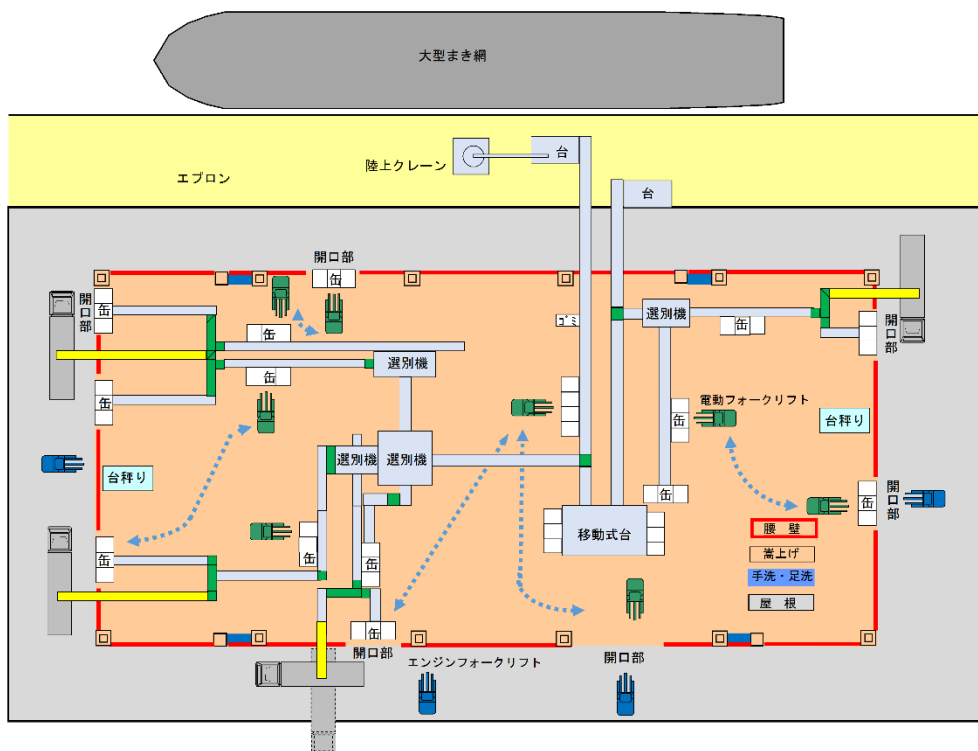 大型まき網
陸上クレーン
台
エプロン
台
開口部
缶
開口部
缶
缶
ゴミ
選別機
缶
開口部
選別機
缶
缶
電動フォークリフト
缶
台秤り
選別機
選別機
台秤り
缶
缶
開口部
腰 壁
移動式台
缶
缶
缶
嵩上げ
手洗・足洗
屋 根
缶
開口部
エンジンフォークリフト
開口部